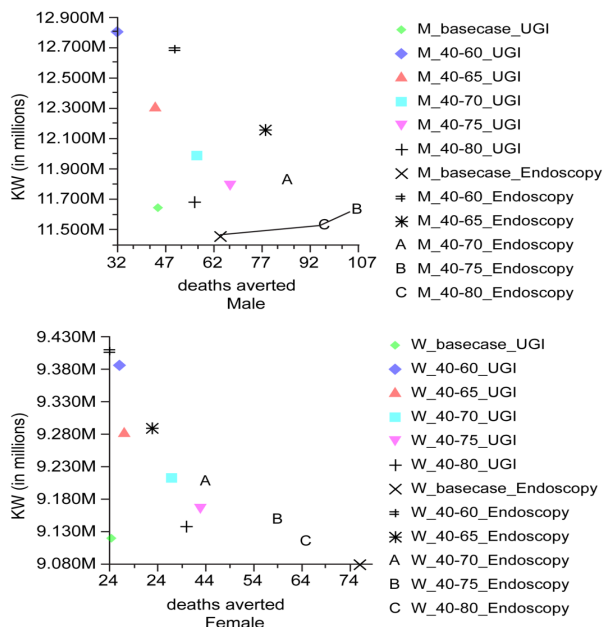 12.900M
12.700M
12.500M
12.300M
12.100M
11.900M
11.700M
11.500M
KW (in millions)
A
B
C
32 47 62 77 92 107
deaths averted
Male
M_basecase_UGI
M_40-60_UGI
M_40-65_UGI
M_40-70_UGI
M_40-75_UGI
M_40-80_UGI
M_basecase_Endoscopy
M_40-60_Endoscopy
M_40-65_Endoscopy
A M_40-70_Endoscopy
B M_40-75_Endoscopy
C M_40-80_Endoscopy
9.430M
9.380M
9.330M
9.280M
9.230M
9.180M
9.130M
9.080M
KW (in millions)
A
B
C
24 24 44 54 64 74
deaths averted
Female
W_basecase_UGI
W_40-60_UGI
W_40-65_UGI
W_40-70_UGI
W_40-75_UGI
W_40-80_UGI
W_basecase_Endoscopy
W_40-60_Endoscopy
W_40-65_Endoscopy
A W_40-70_Endoscopy
B W_40-75_Endoscopy
C W_40-80_Endoscopy